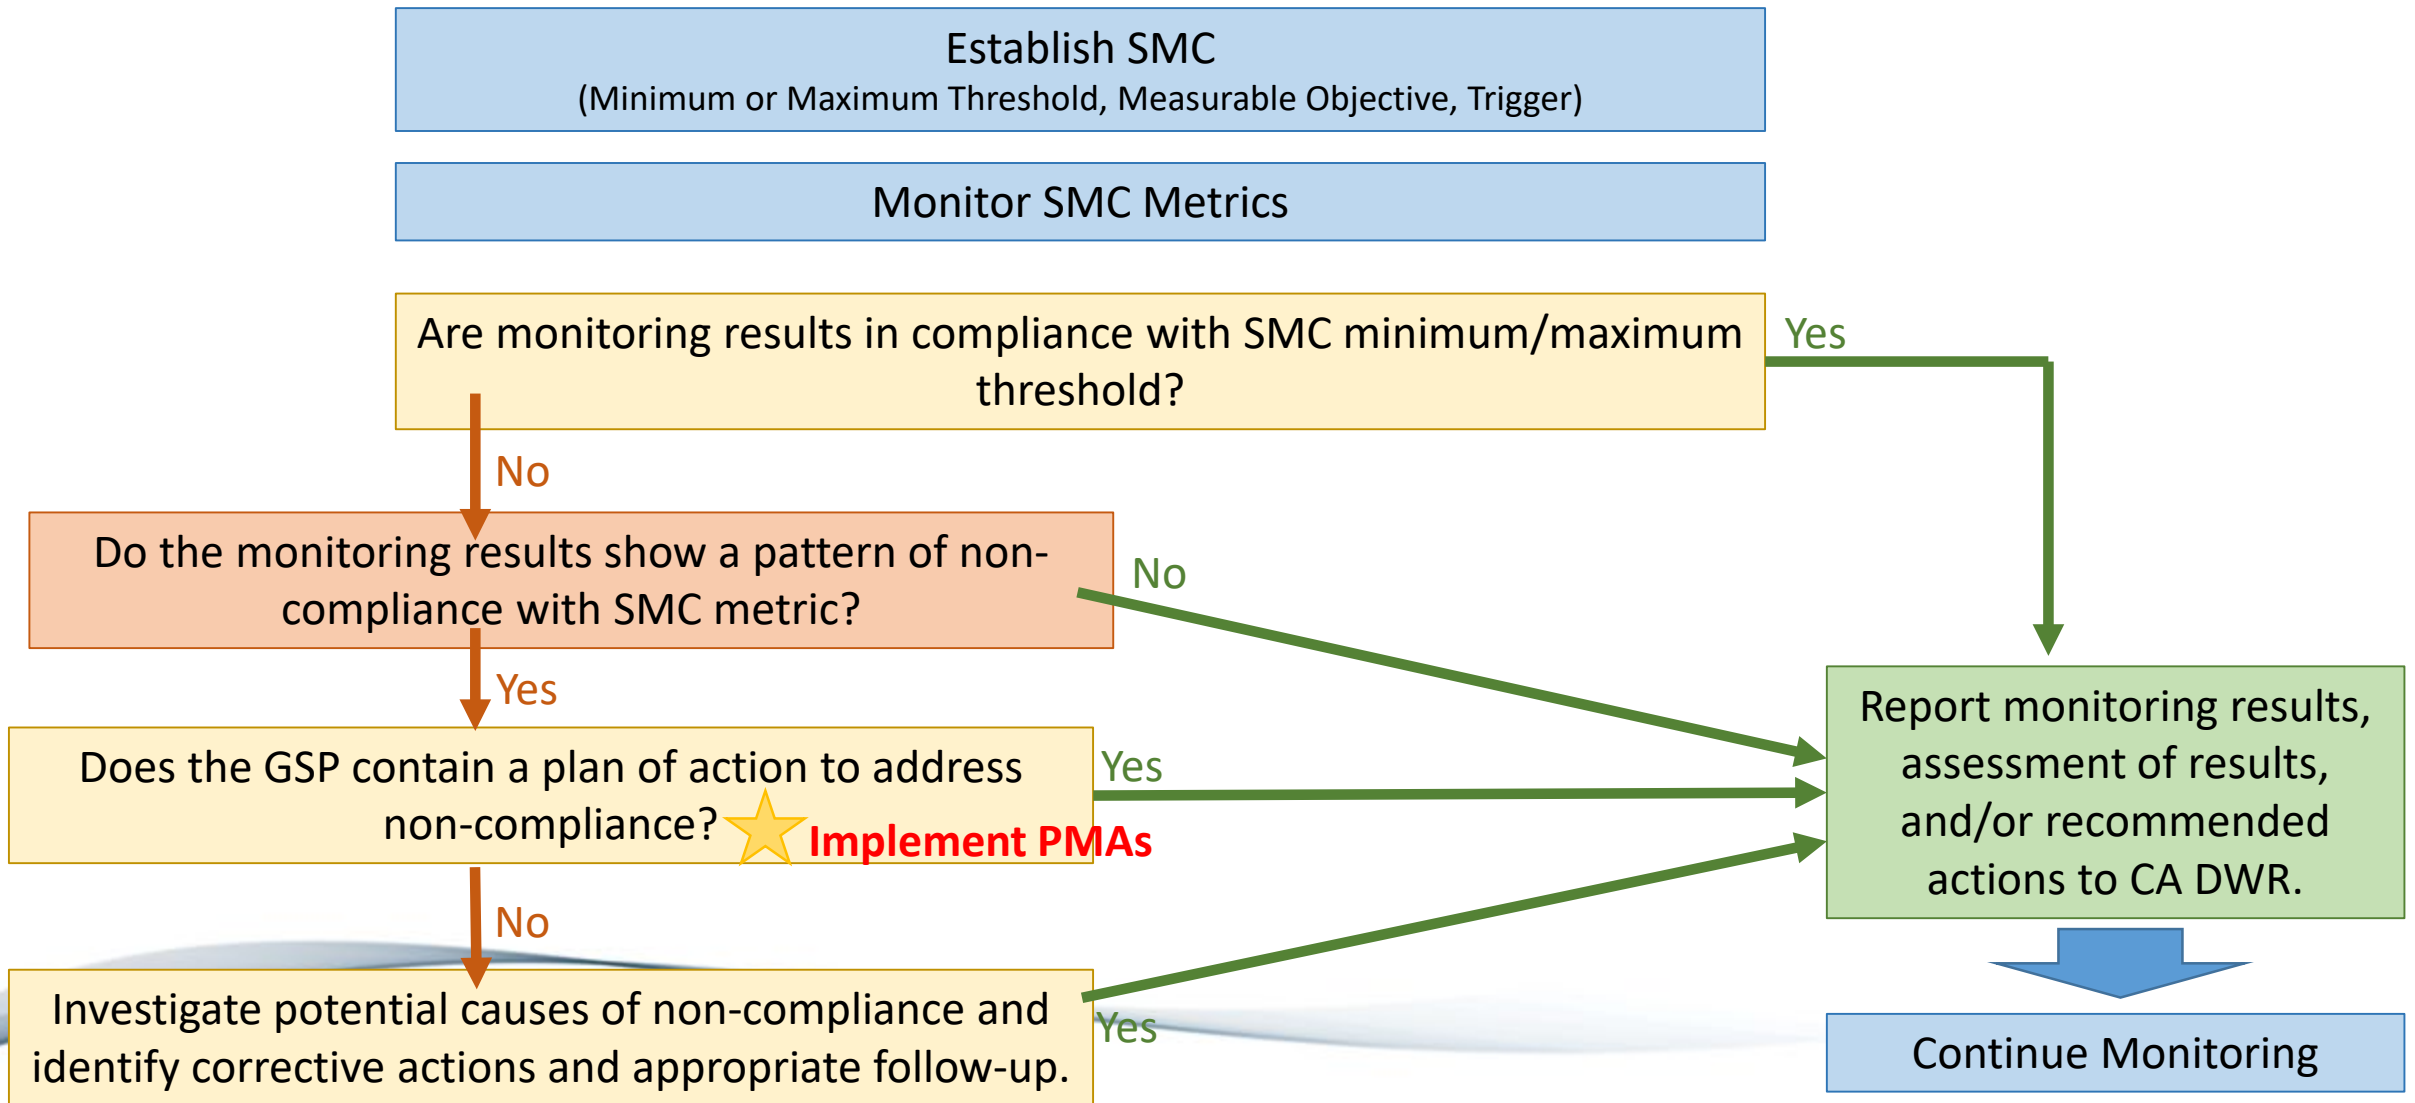 Establish SMC
(Minimum or Maximum Threshold, Measurable Objective, Trigger)
Monitor SMC Metrics
Are monitoring results in compliance with SMC minimum/maximum
threshold?
Yes
No
Do the monitoring results show a pattern of non-
compliance with SMC metric?
No
Yes
Does the GSP contain a plan of action to address
non-compliance?
Implement PMAs
Yes
No
Investigate potential causes of non-compliance and
identify corrective actions and appropriate follow-up.
Yes
Report monitoring results,
assessment of results,
and/or recommended
actions to CA DWR.
Continue Monitoring